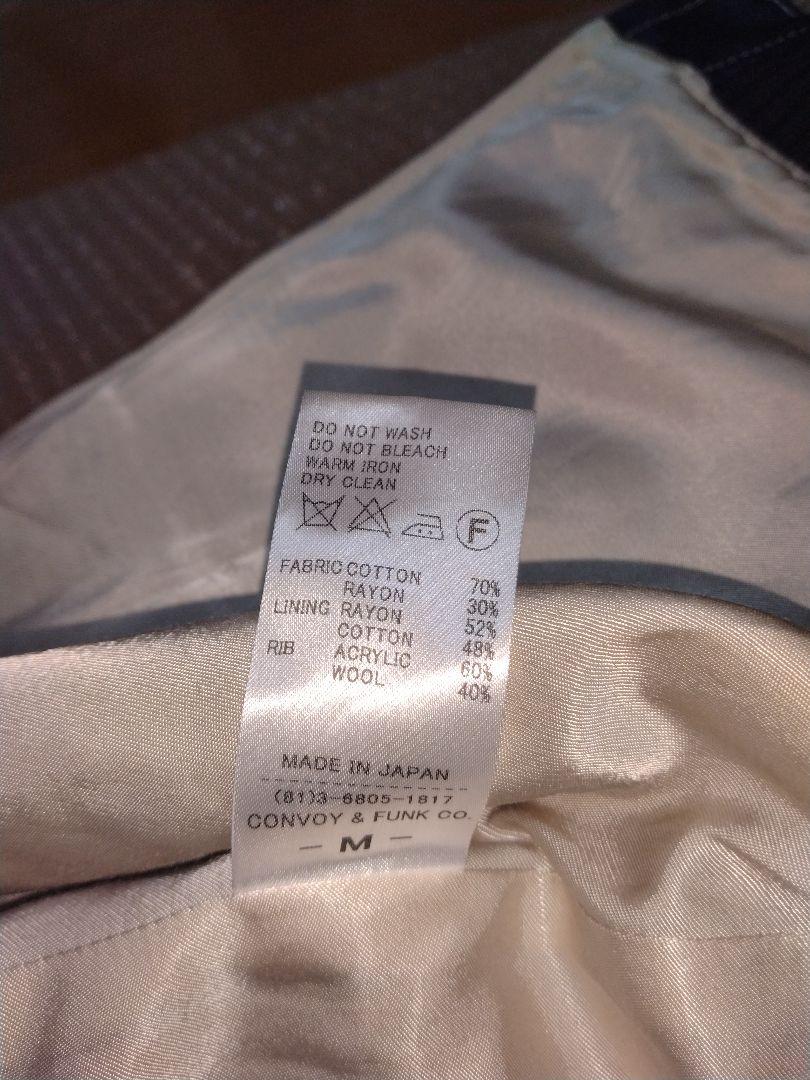 DO NOT WASH
DO NOT BLEACH
WARM IRON
DRY CLEAN
F
FABRIC COTTON 70%
RAYON 30%
LINING RAYON 52%
COTTON 48%
RIB ACRYLIC 60%
WOOL 40%
MADE IN JAPAN
(81)3-6805-1817
CONVOY & FUNK CO.
- M -